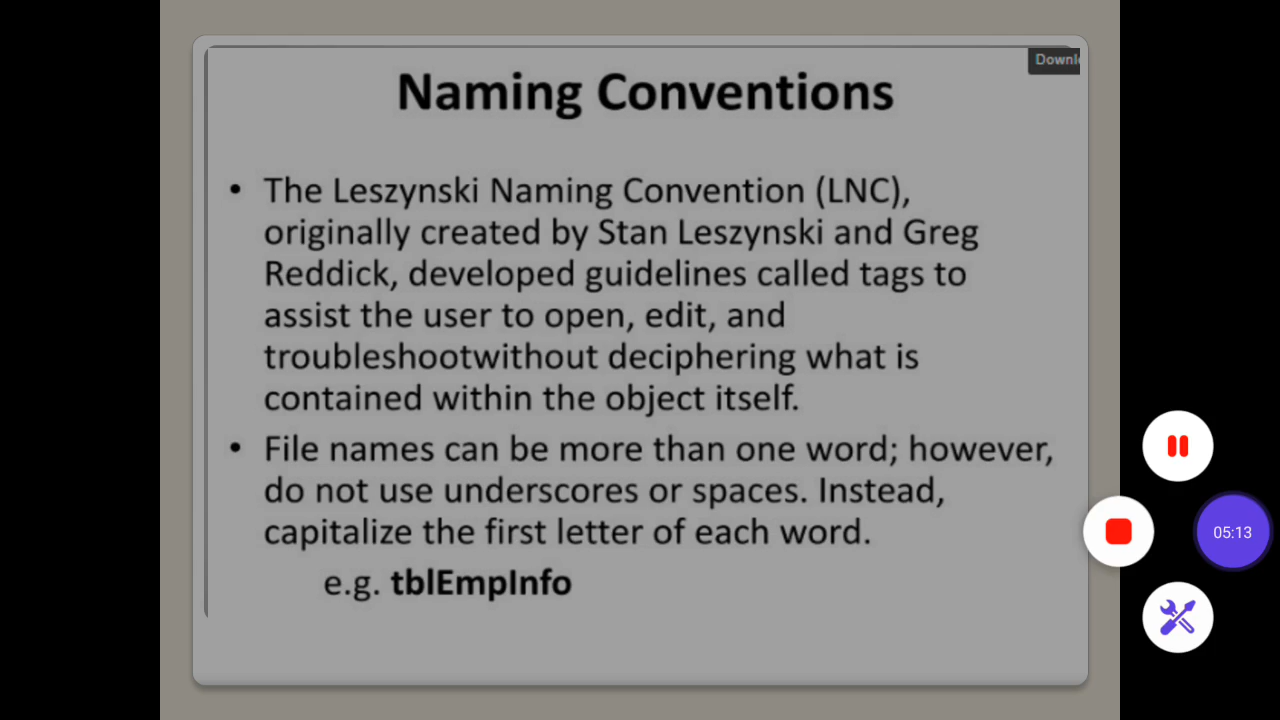 Naming Conventions
• The Leszynski Naming Convention (LNC),
originally created by Stan Leszynski and Greg
Reddick, developed guidelines called tags to
assist the user to open, edit, and
troubleshootwithout deciphering what is
contained within the object itself.
• File names can be more than one word; however,
do not use underscores or spaces. Instead,
capitalize the first letter of each word.
e.g. tblEmpInfo
05:13